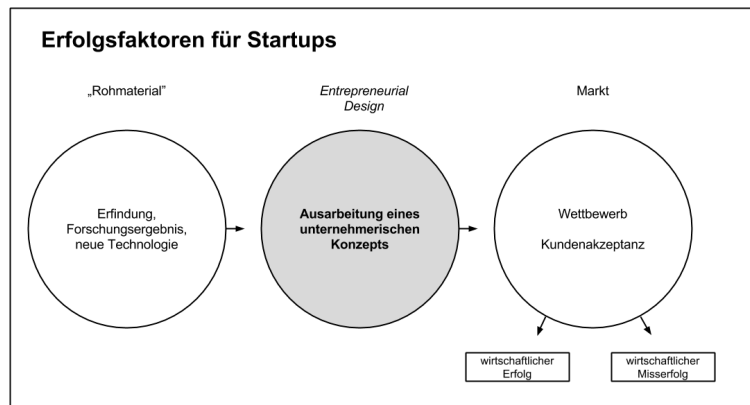 Erfolgsfaktoren für Startups
„Rohmaterial”
Entrepreneurial
Design
Markt
Erfindung,
Forschungsergebnis,
neue Technologie
Ausarbeitung eines
unternehmerischen
Konzepts
Wettbewerb
Kundenakzeptanz
wirtschaftlicher
Erfolg
wirtschaftlicher
Misserfolg